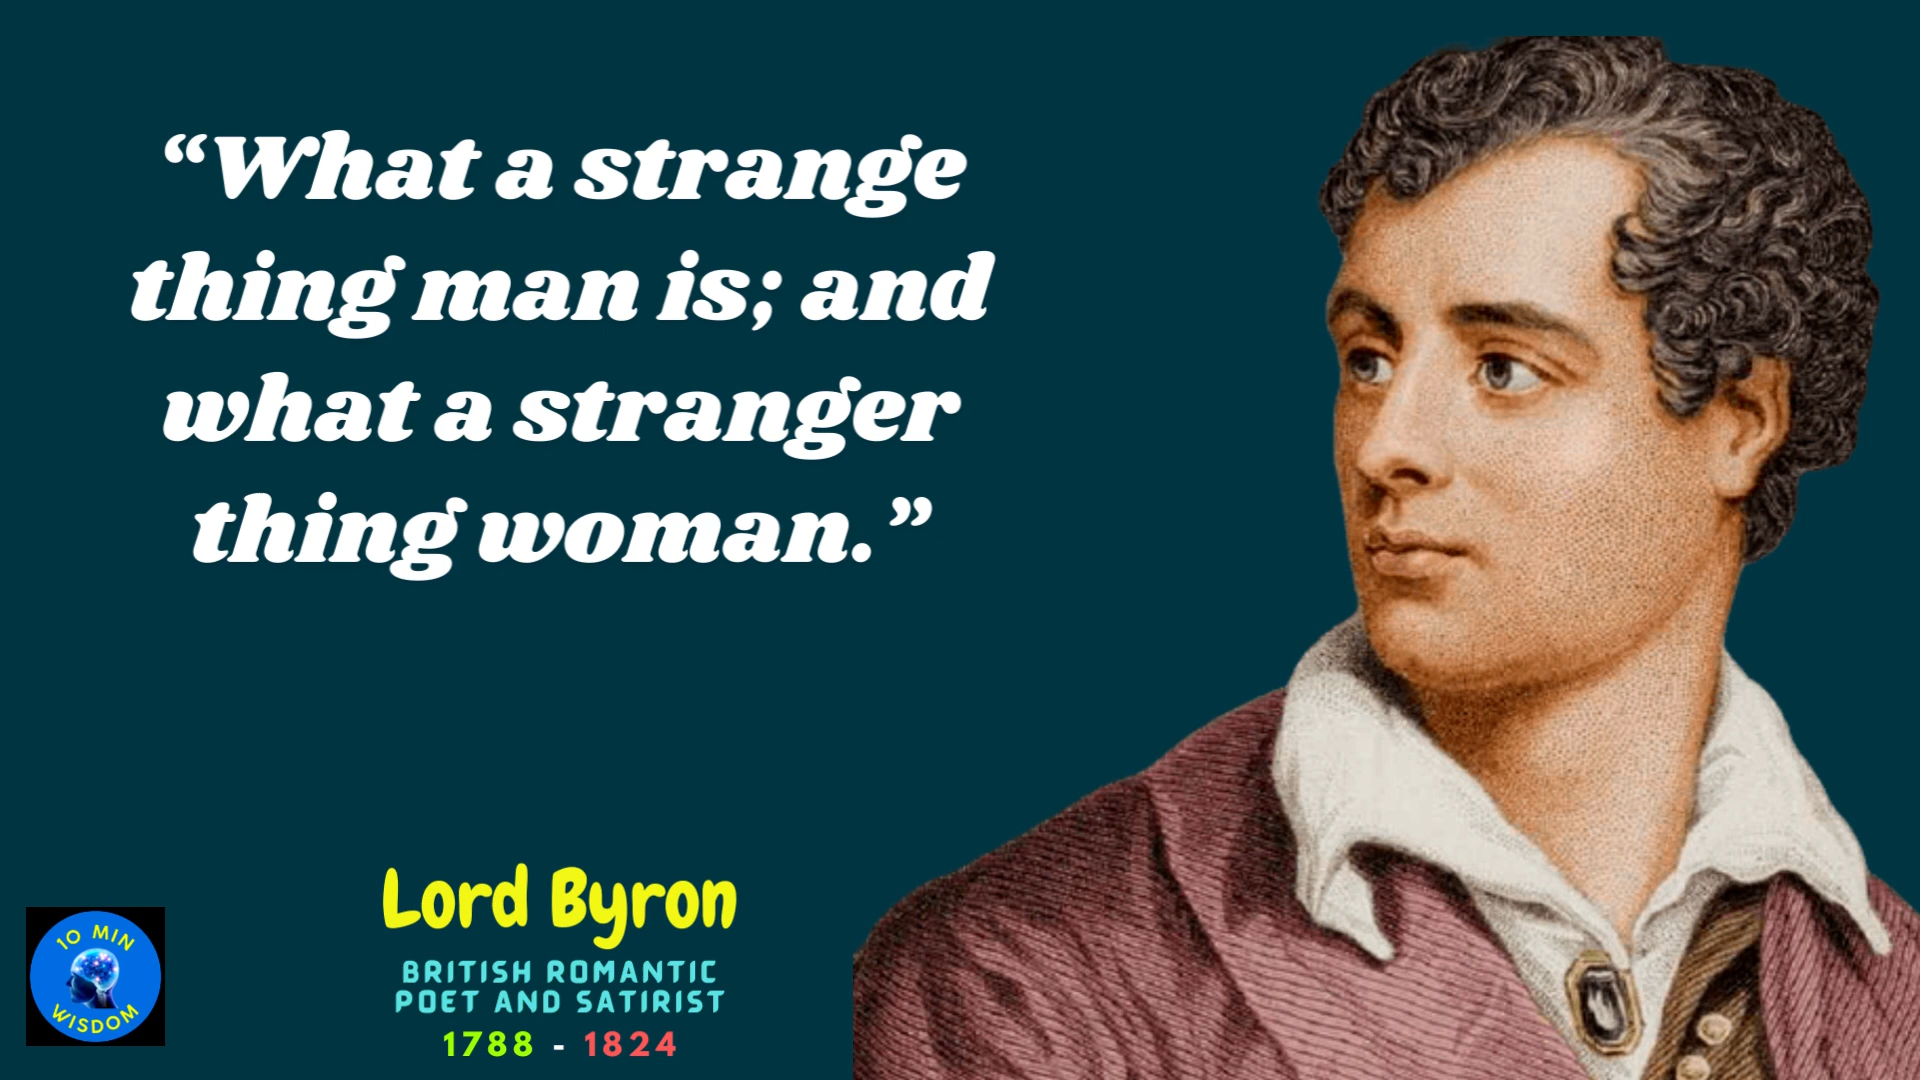 “What a strange
thing man is; and
what a stranger
thing woman.”
Lord Byron
BRITISH ROMANTIC
POET AND SATIRIST
1788 - 1824
10 MIN
WISDOM